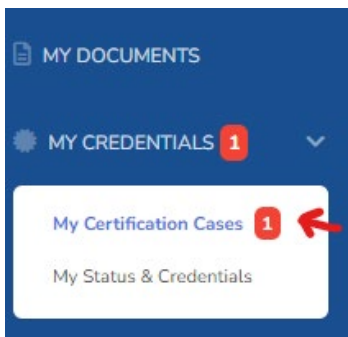 MY DOCUMENTS
MY CREDENTIALS 1
My Certification Cases 1
My Status & Credentials